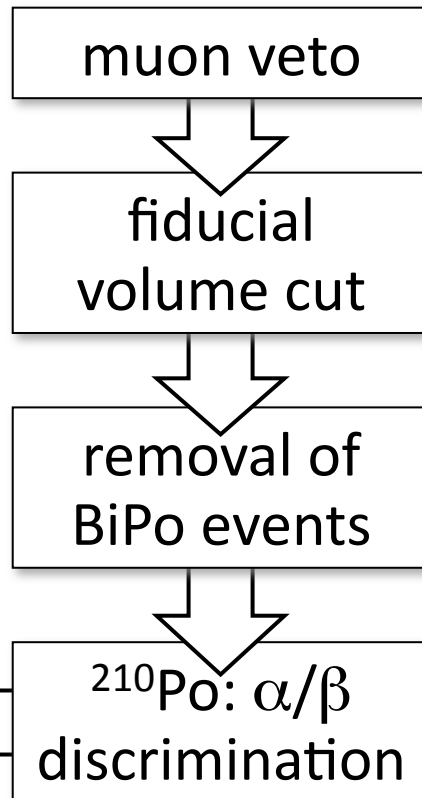 muon veto
fiducial
volume cut
removal of
BiPo events
²¹⁰Po: α/β
discrimination